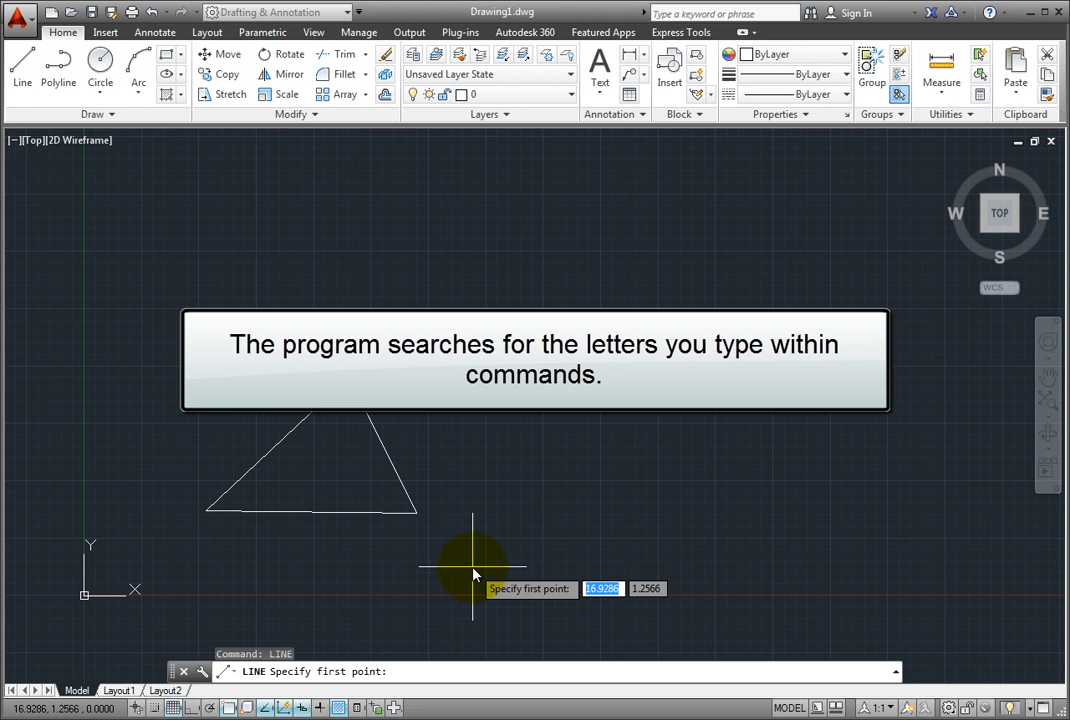 Drafting & Annotation
Drawing1.dwg
Type a keyword or phrase
Sign In
Home Insert Annotate Layout Parametric View Manage Output Plug-ins Autodesk 360 Featured Apps Express Tools
Line Polyline Circle Arc
Draw
Move Rotate Trim
Copy Mirror Fillet
Stretch Scale Array
Modify
Unsaved Layer State
0
Layers
Text
Annotation
Insert
Block
ByLayer
ByLayer
ByLayer
Properties
Group
Groups
Measure
Utilities
Paste
Clipboard
[−][Top][2D Wireframe]
N
W TOP E
S
WCS
The program searches for the letters you type within
commands.
Y
X
Specify first point: 16.9286 1.2566
Command: LINE
LINE Specify first point:
Model Layout1 Layout2
16.9286, 1.2566 , 0.0000
MODEL
1:1